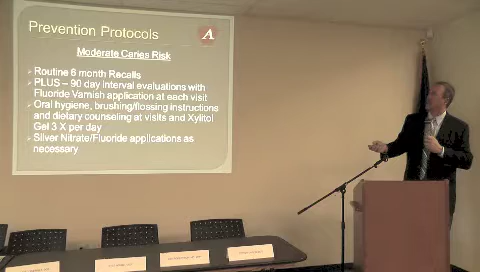 Prevention Protocols
A
Moderate Caries Risk
Routine 6 month Recalls
PLUS – 90 day interval evaluations with
Fluoride Varnish application at each visit
Oral hygiene, brushing/flossing instructions
and dietary counseling at visits and Xylitol
Gel 3 X per day
Silver Nitrate/Fluoride applications as
necessary